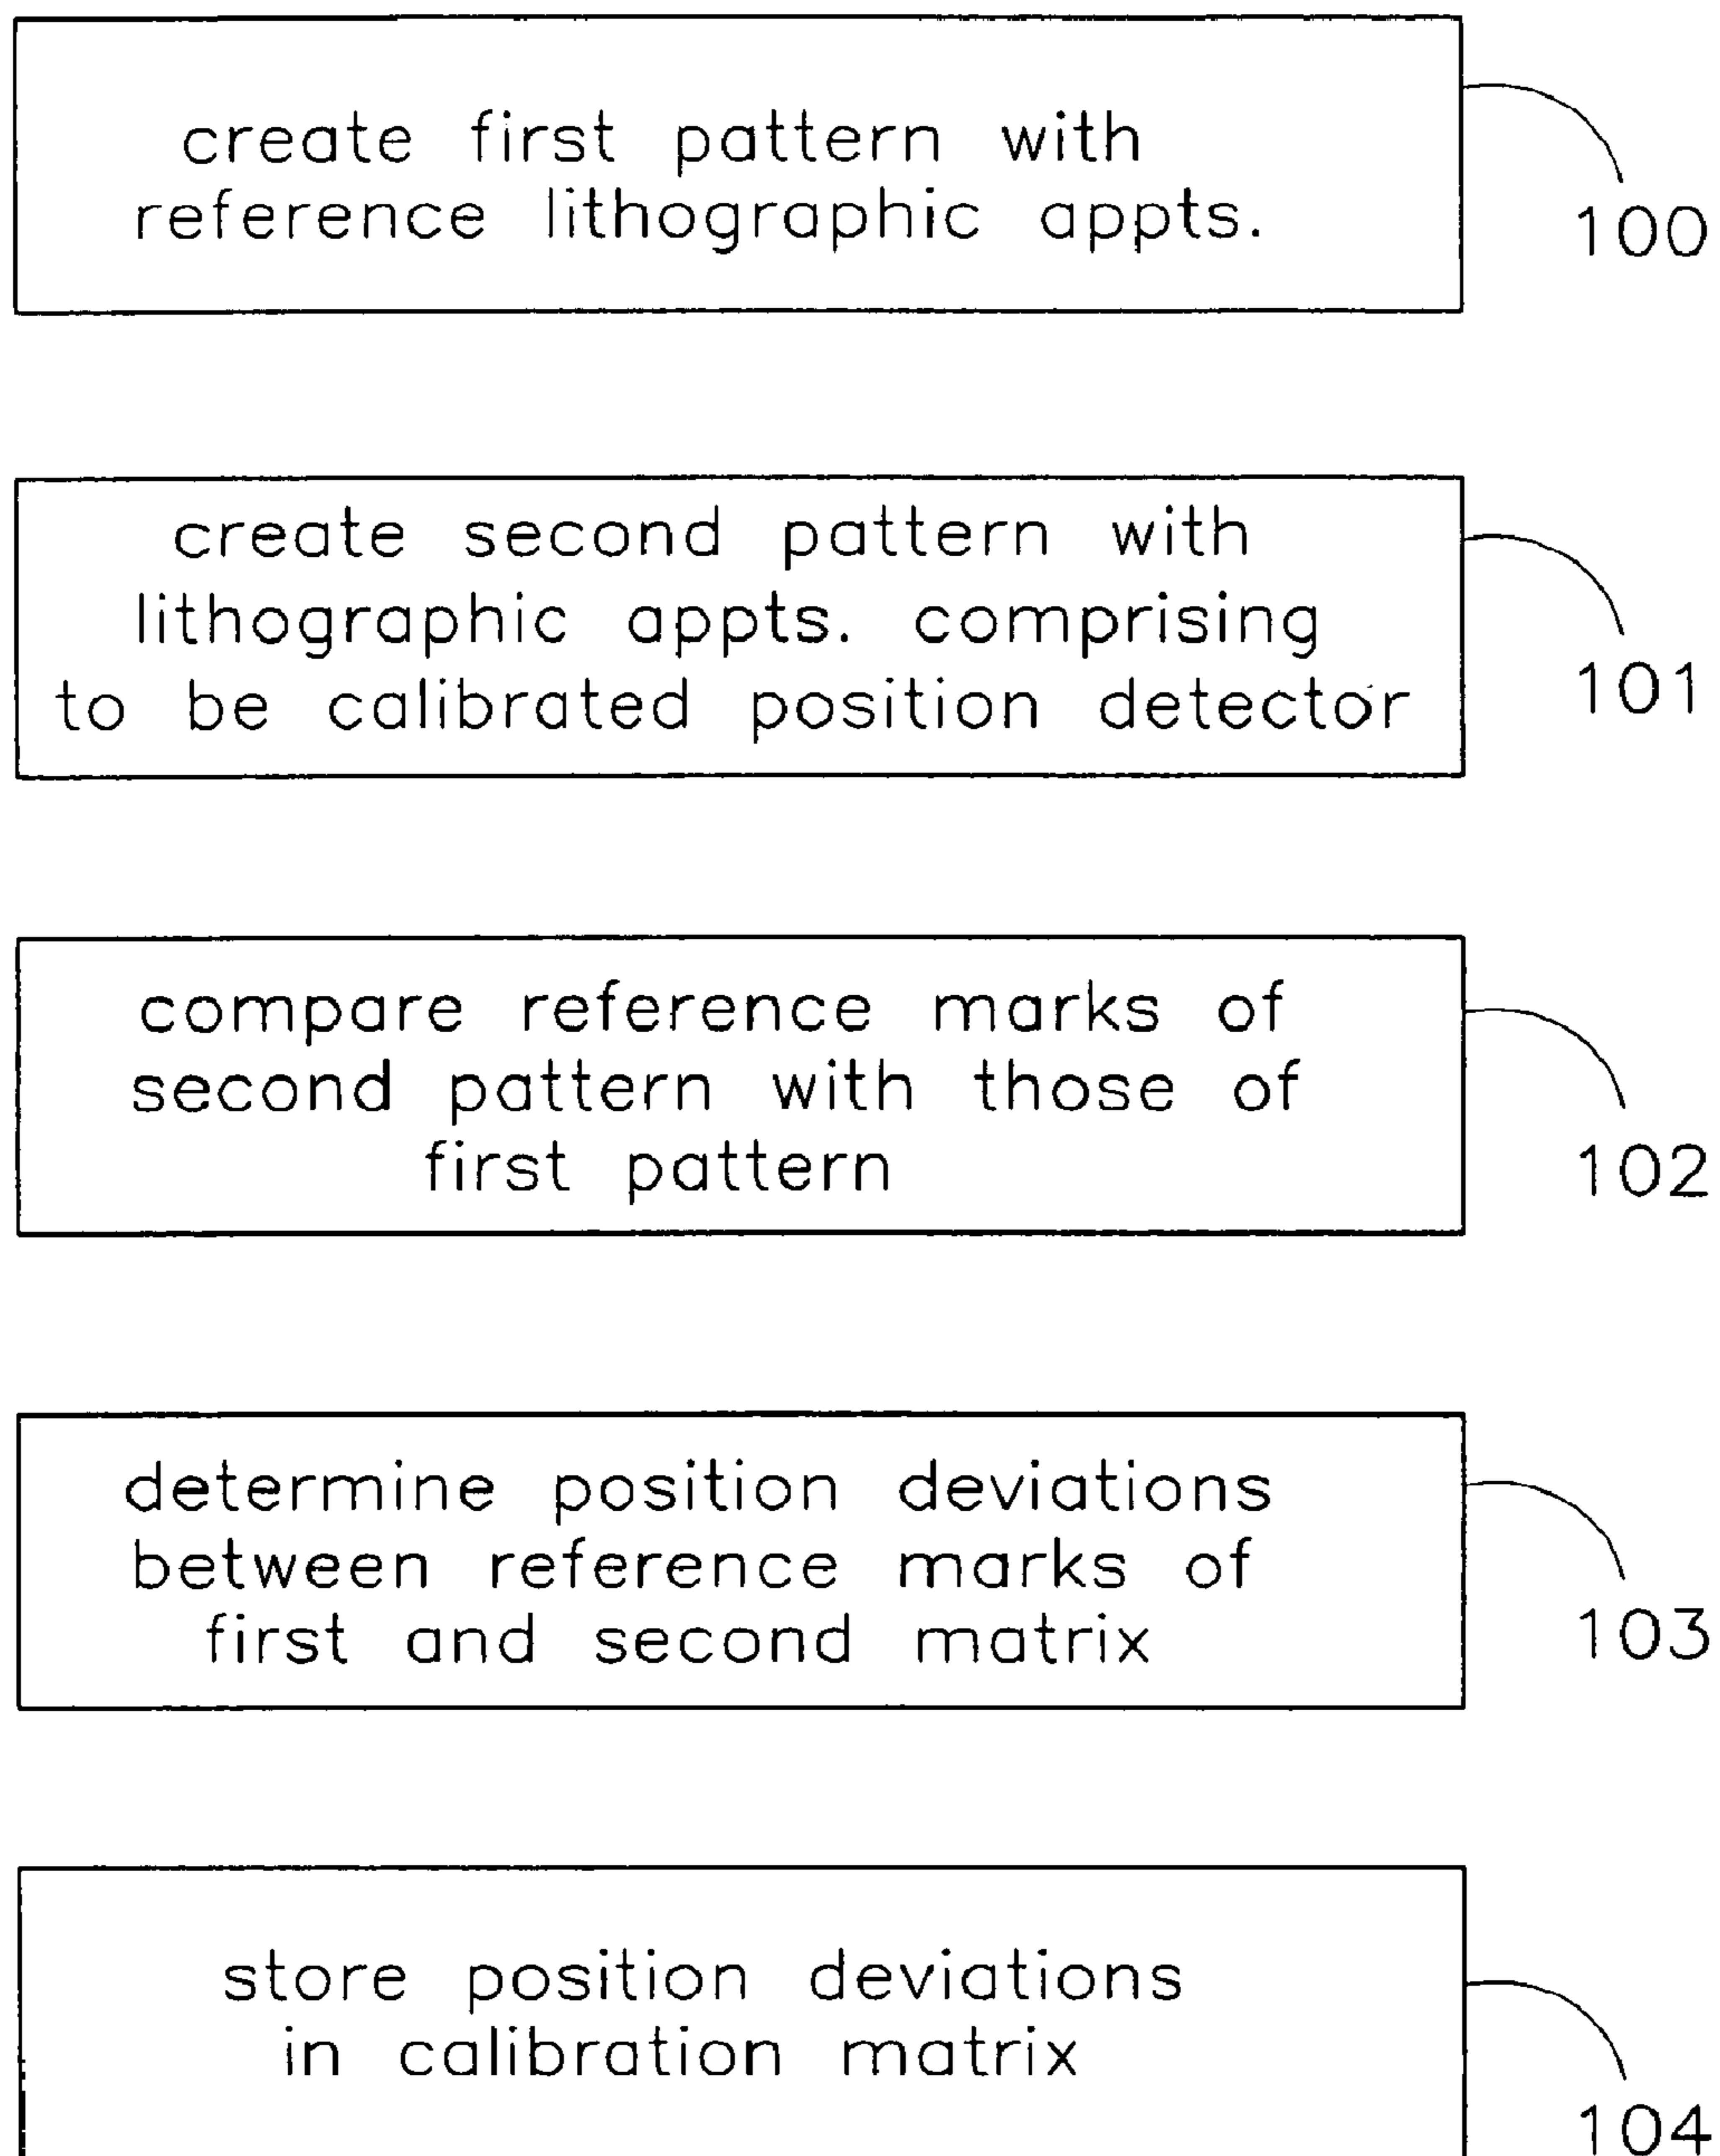 create first pattern with
reference lithographic appts.
100
create second pattern with
lithographic appts. comprising
to be calibrated position detector
101
compare reference marks of
second pattern with those of
first pattern
102
determine position deviations
between reference marks of
first and second matrix
103
store position deviations
in calibration matrix
104